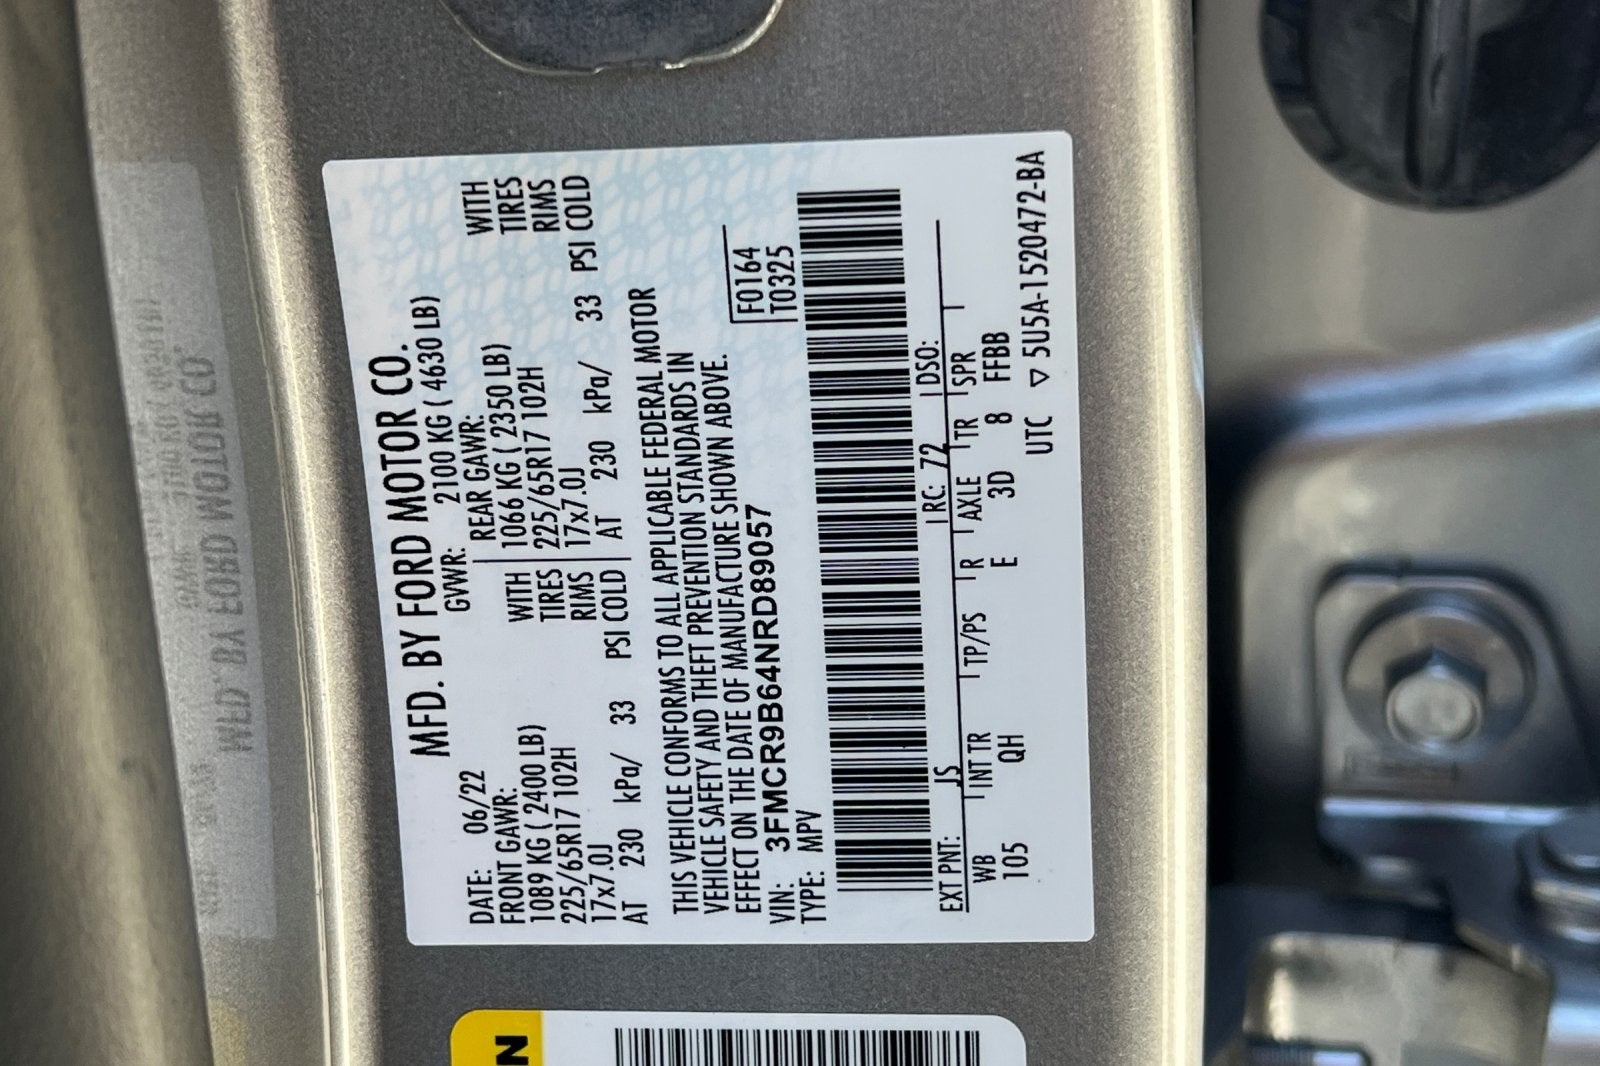 MFD. BY FORD MOTOR CO.
DATE: 06/22 GVWR: 2100 KG ( 4630 LB)
FRONT GAWR: REAR GAWR:
1089 KG ( 2400 LB) WITH 1066 KG ( 2350 LB) WITH
225/65R17 102H TIRES 225/65R17 102H TIRES
17x7.0J RIMS 17x7.0J RIMS
AT 230 kPa/ 33 PSI COLD AT 230 kPa/ 33 PSI COLD
THIS VEHICLE CONFORMS TO ALL APPLICABLE FEDERAL MOTOR
VEHICLE SAFETY AND THEFT PREVENTION STANDARDS IN
EFFECT ON THE DATE OF MANUFACTURE SHOWN ABOVE.
VIN: 3FMCR9B64NRD89057 F0164
TYPE: MPV T0325
EXT PNT: JS RC: 72 DSO:
WB INT TR TP/PS R AXLE TR SPR
105 QH E 3D 8 FFBB
UTC ▽ 5U5A-1520472-BA